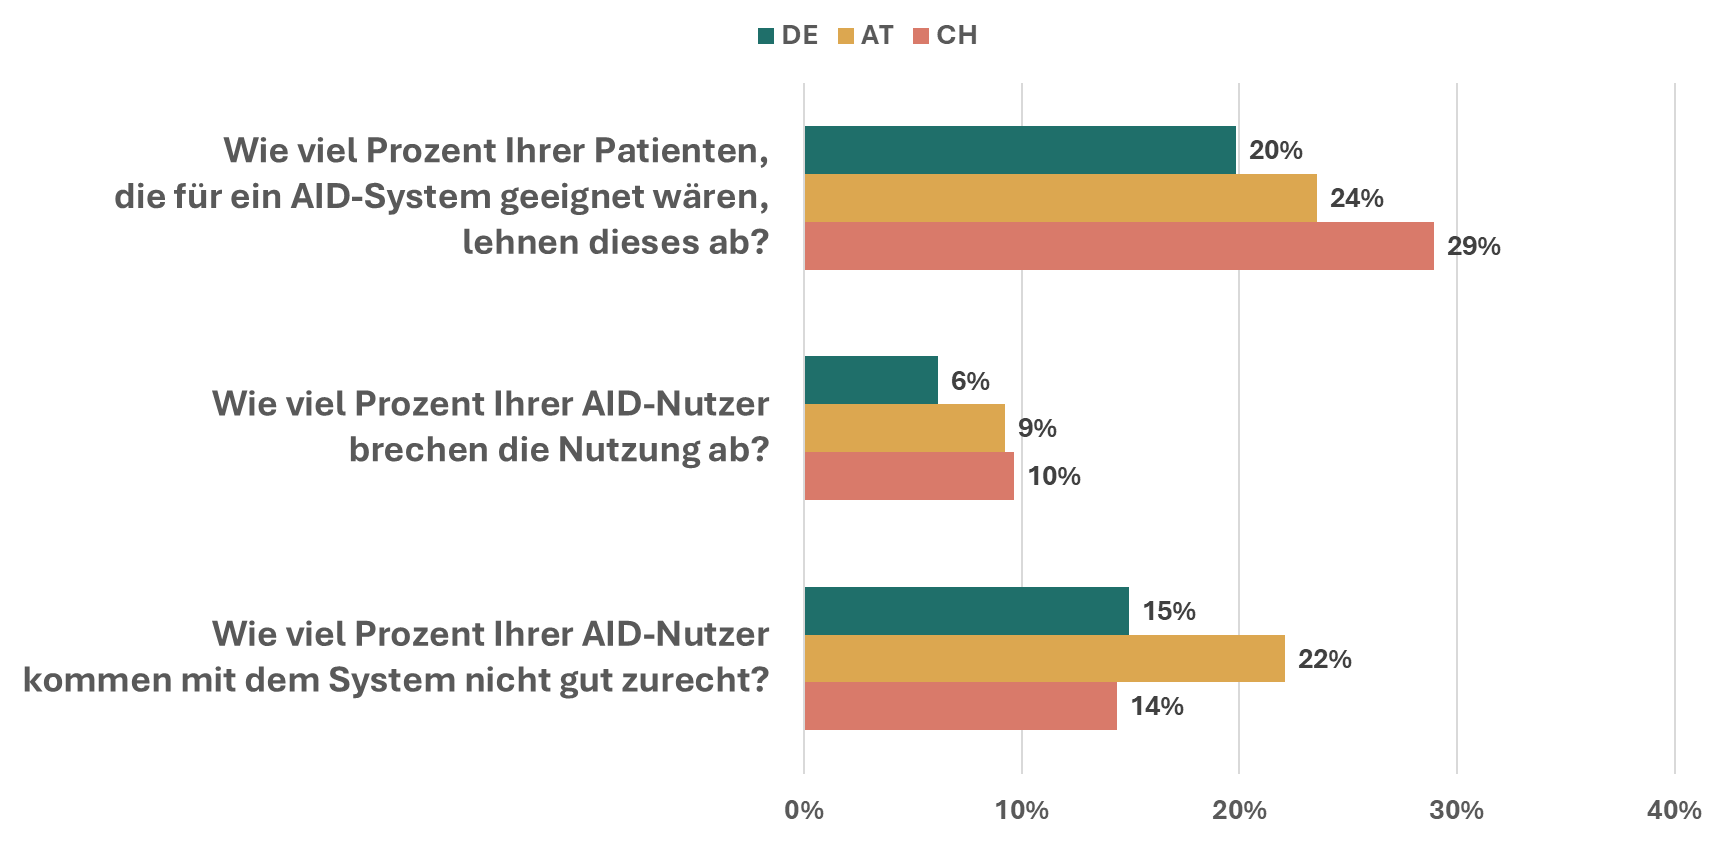 DE AT CH
Wie viel Prozent Ihrer Patienten,
die für ein AID-System geeignet wären,
lehnen dieses ab?
20%
24%
29%
Wie viel Prozent Ihrer AID-Nutzer
brechen die Nutzung ab?
6%
9%
10%
Wie viel Prozent Ihrer AID-Nutzer
kommen mit dem System nicht gut zurecht?
15%
22%
14%
0% 10% 20% 30% 40%